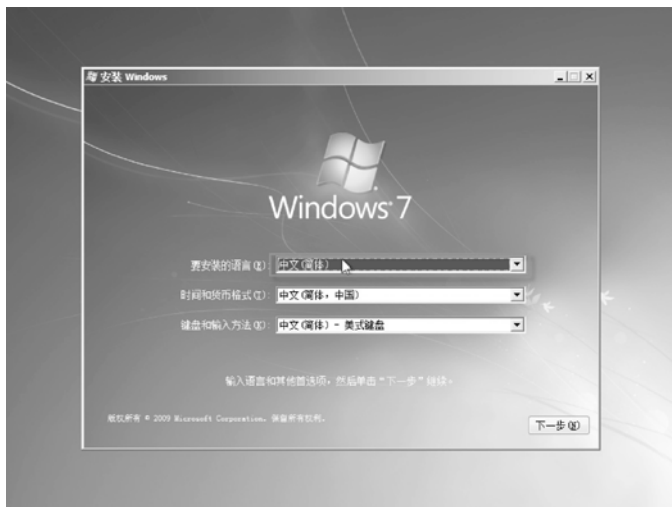 安装 Windows
Windows 7
要安装的语言(E): 中文(简体)
时间和货币格式(T): 中文(简体，中国)
键盘和输入方法(K): 中文(简体) - 美式键盘
输入语言和其他首选项，然后单击“下一步”继续。
版权所有 © 2009 Microsoft Corporation。保留所有权利。
下一步(N)